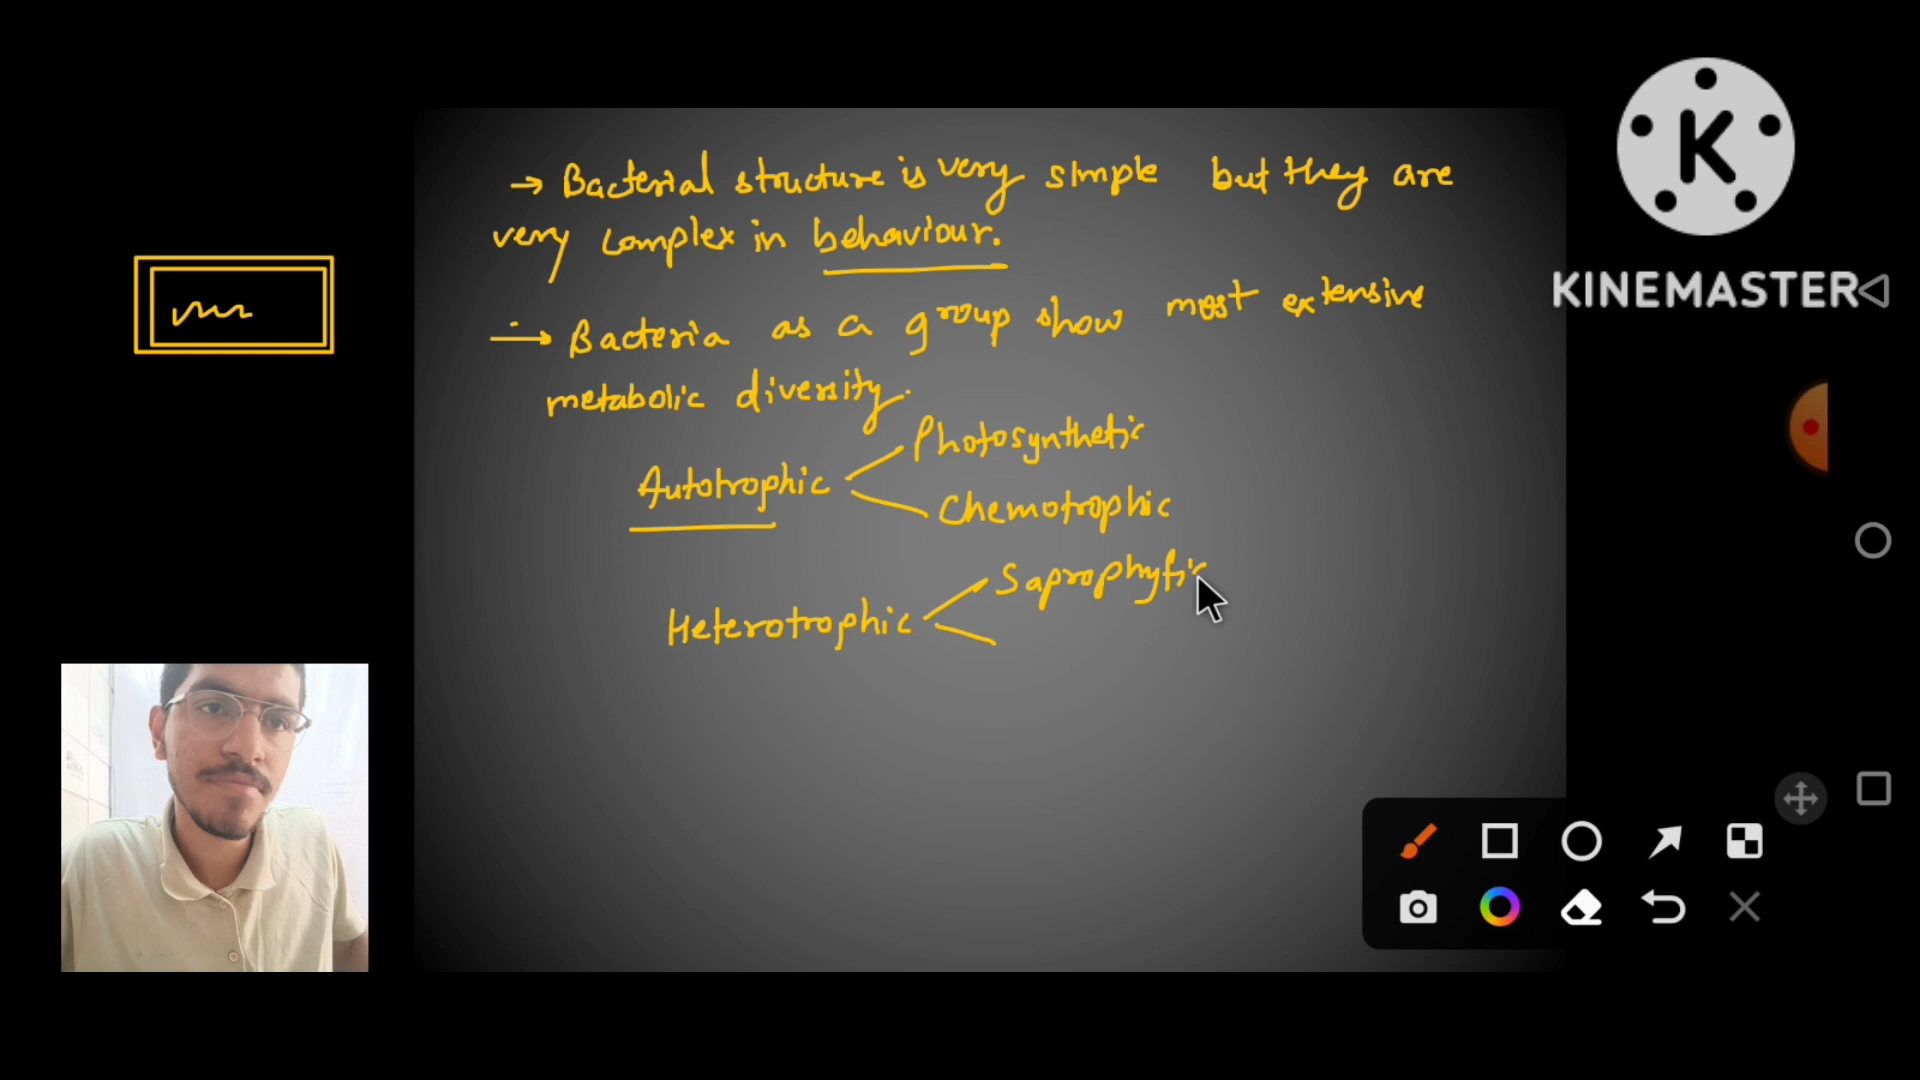 → Bacterial structure is very simple but they are
very complex in behaviour.
→ Bacteria as a group show most extensive
metabolic diversity.
Photosynthetic
Autotrophic
Chemotrophic
Saprophytic
Heterotrophic
K
KINEMASTER